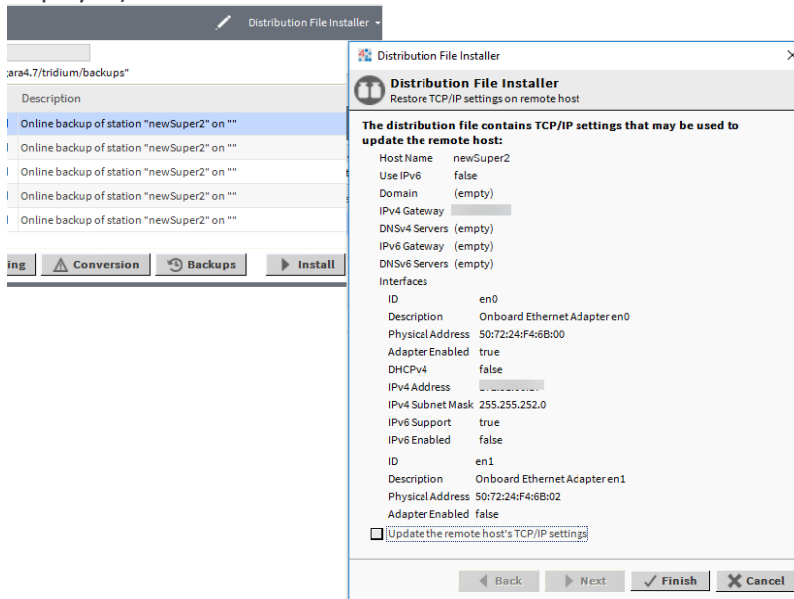 Distribution File Installer
gara4.7/tridium/backups"
Description
Online backup of station "newSuper2" on ""
Online backup of station "newSuper2" on ""
Online backup of station "newSuper2" on ""
Online backup of station "newSuper2" on ""
Online backup of station "newSuper2" on ""
ing Conversion Backups Install
Distribution File Installer
Distribution File Installer
Restore TCP/IP settings on remote host
The distribution file contains TCP/IP settings that may be used to
update the remote host:
Host Name newSuper2
Use IPv6 false
Domain (empty)
IPv4 Gateway
DNSv4 Servers (empty)
IPv6 Gateway (empty)
DNSv6 Servers (empty)
Interfaces
ID en0
Description Onboard Ethernet Adapter en0
Physical Address 50:72:24:F4:6B:00
Adapter Enabled true
DHCPv4 false
IPv4 Address
IPv4 Subnet Mask 255.255.252.0
IPv6 Support true
IPv6 Enabled false
ID en1
Description Onboard Ethernet Adapter en1
Physical Address 50:72:24:F4:6B:02
Adapter Enabled false
Update the remote host's TCP/IP settings
Back Next Finish Cancel